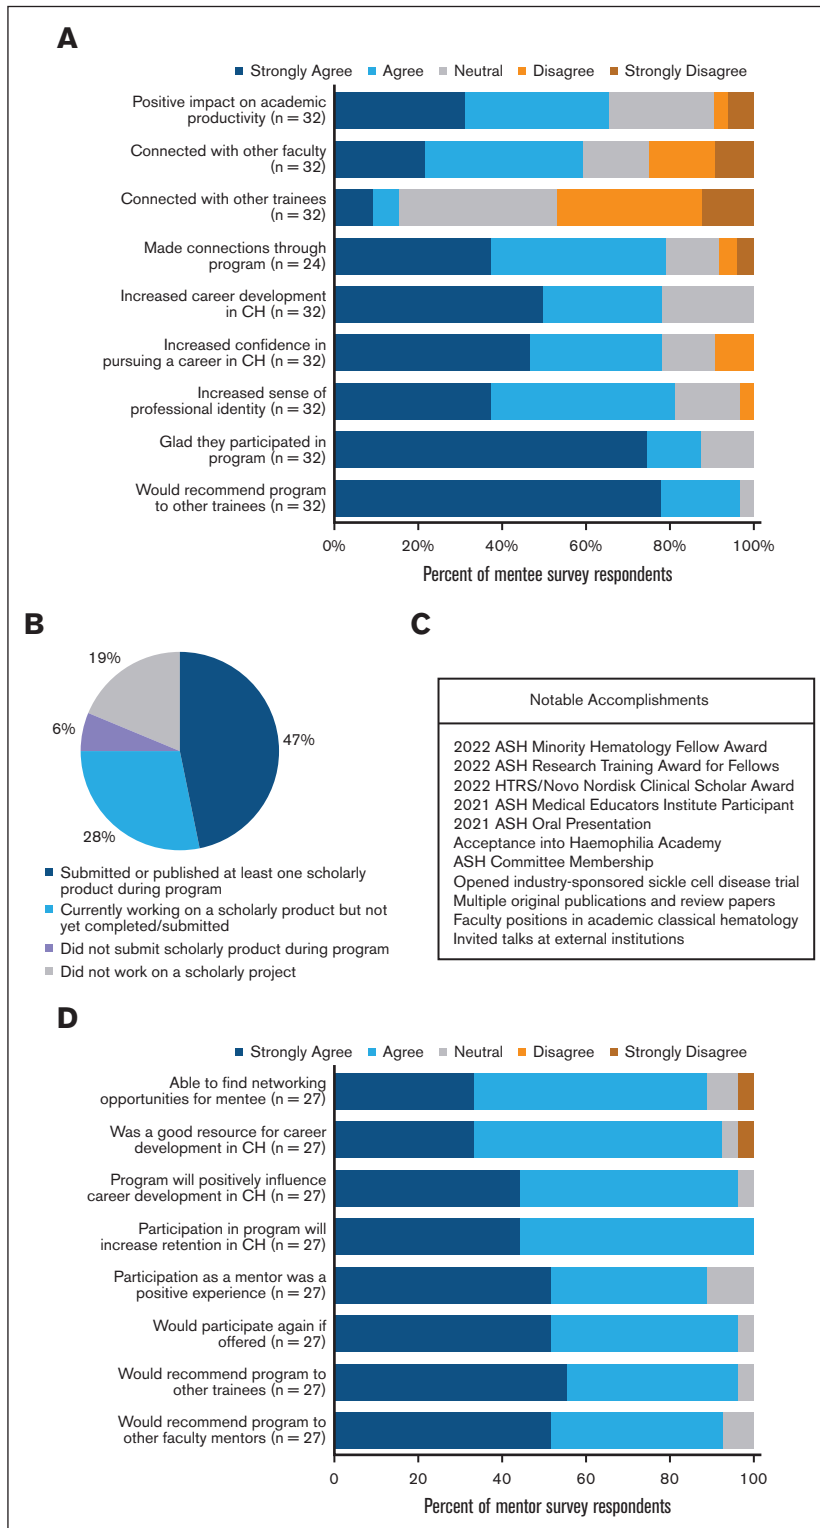 A
Strongly Agree Agree Neutral Disagree Strongly Disagree
Positive impact on academic
productivity (n = 32)
Connected with other faculty
(n = 32)
Connected with other trainees
(n = 32)
Made connections through
program (n = 24)
Increased career development
in CH (n = 32)
Increased confidence in
pursuing a career in CH (n = 32)
Increased sense of
professional identity (n = 32)
Glad they participated in
program (n = 32)
Would recommend program
to other trainees (n = 32)
0% 20% 40% 60% 80% 100%
Percent of mentee survey respondents
B
19%
6%
47%
28%
Submitted or published at least one scholarly
product during program
Currently working on a scholarly product but not
yet completed/submitted
Did not submit scholarly product during program
Did not work on a scholarly project
C
Notable Accomplishments
2022 ASH Minority Hematology Fellow Award
2022 ASH Research Training Award for Fellows
2022 HTRS/Novo Nordisk Clinical Scholar Award
2021 ASH Medical Educators Institute Participant
2021 ASH Oral Presentation
Acceptance into Haemophilia Academy
ASH Committee Membership
Opened industry-sponsored sickle cell disease trial
Multiple original publications and review papers
Faculty positions in academic classical hematology
Invited talks at external institutions
D
Strongly Agree Agree Neutral Disagree Strongly Disagree
Able to find networking
opportunities for mentee (n = 27)
Was a good resource for career
development in CH (n = 27)
Program will positively influence
career development in CH (n = 27)
Participation in program will
increase retention in CH (n = 27)
Participation as a mentor was a
positive experience (n = 27)
Would participate again if
offered (n = 27)
Would recommend program to
other trainees (n = 27)
Would recommend program to
other faculty mentors (n = 27)
0 20 40 60 80 100
Percent of mentor survey respondents